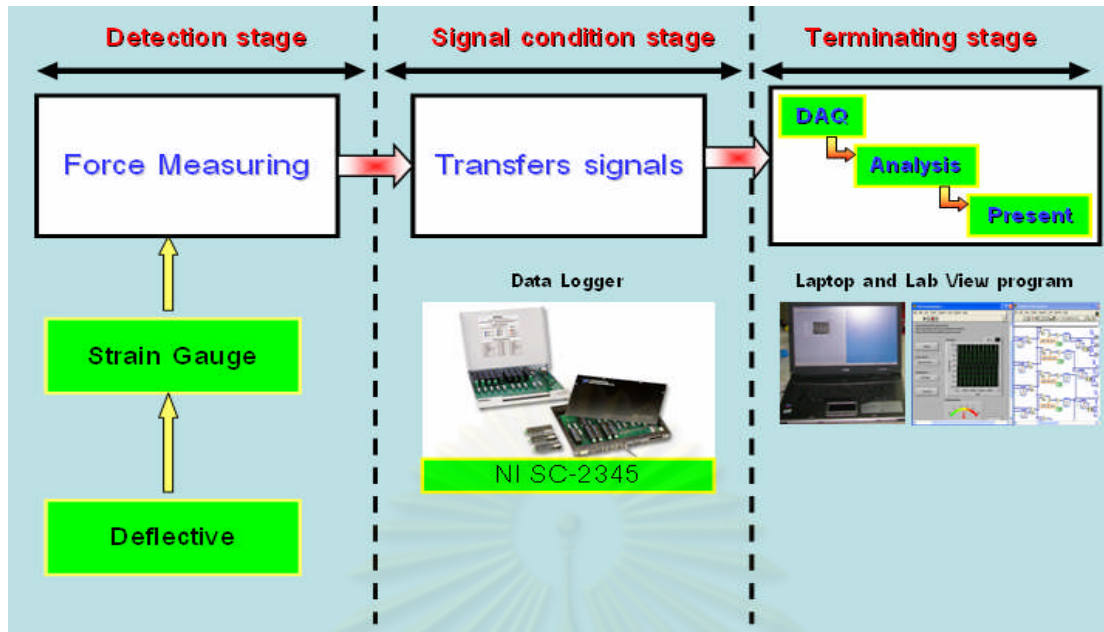 Detection stage
Signal condition stage
Terminating stage
Force Measuring
Transfers signals
DAQ
Analysis
Present
Strain Gauge
Deflective
Data Logger
NI SC-2345
Laptop and Lab View program